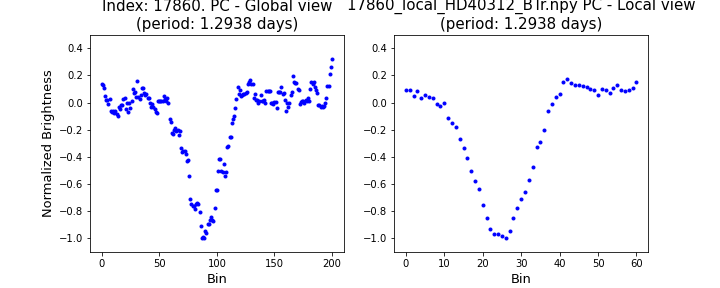 Index: 17860. PC - Global view
(period: 1.2938 days)
17860_local_HD40312_BTr.npy PC - Local view
(period: 1.2938 days)
Normalized Brightness
0.4
0.2
0.0
−0.2
−0.4
−0.6
−0.8
−1.0
0 50 100 150 200
Bin
0.4
0.2
0.0
−0.2
−0.4
−0.6
−0.8
−1.0
0 10 20 30 40 50 60
Bin